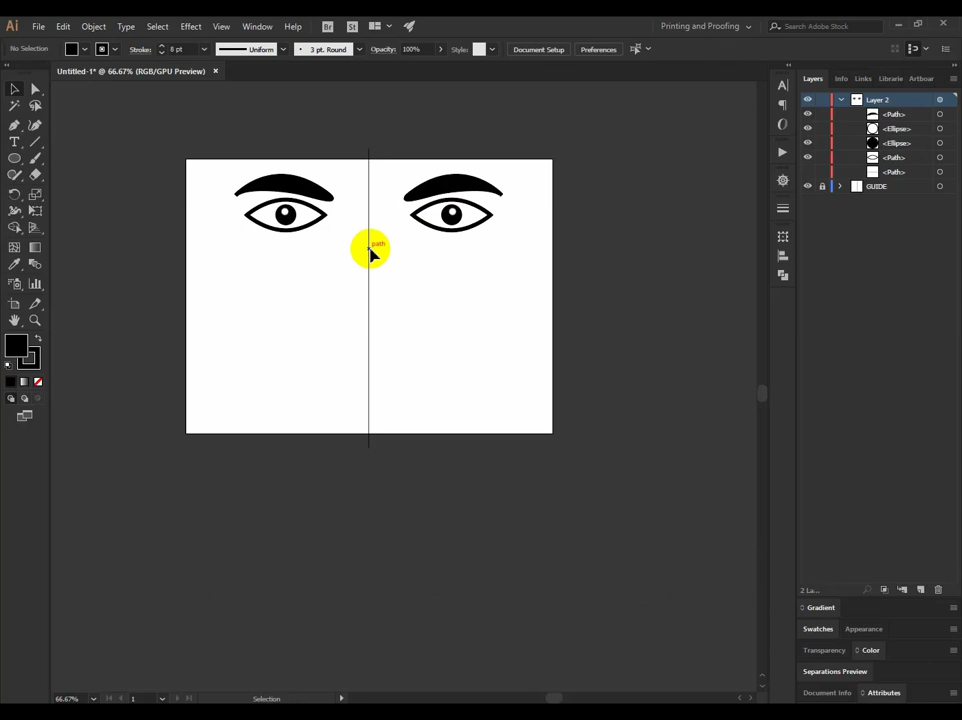 Ai File Edit Object Type Select Effect View Window Help Br St Printing and Proofing Search Adobe Stock
No Selection Stroke: 8 pt Uniform 3 pt. Round Opacity: 100% Style: Document Setup Preferences
Untitled-1* @ 66.67% (RGB/GPU Preview) ×
Layers Info Links Librarie Artboar
Layer 2
<Path>
<Ellipse>
<Ellipse>
<Path>
<Path>
GUIDE
path
2 La...
Gradient
Swatches Appearance
Transparency Color
Separations Preview
Document Info Attributes
66.67% 1 Selection